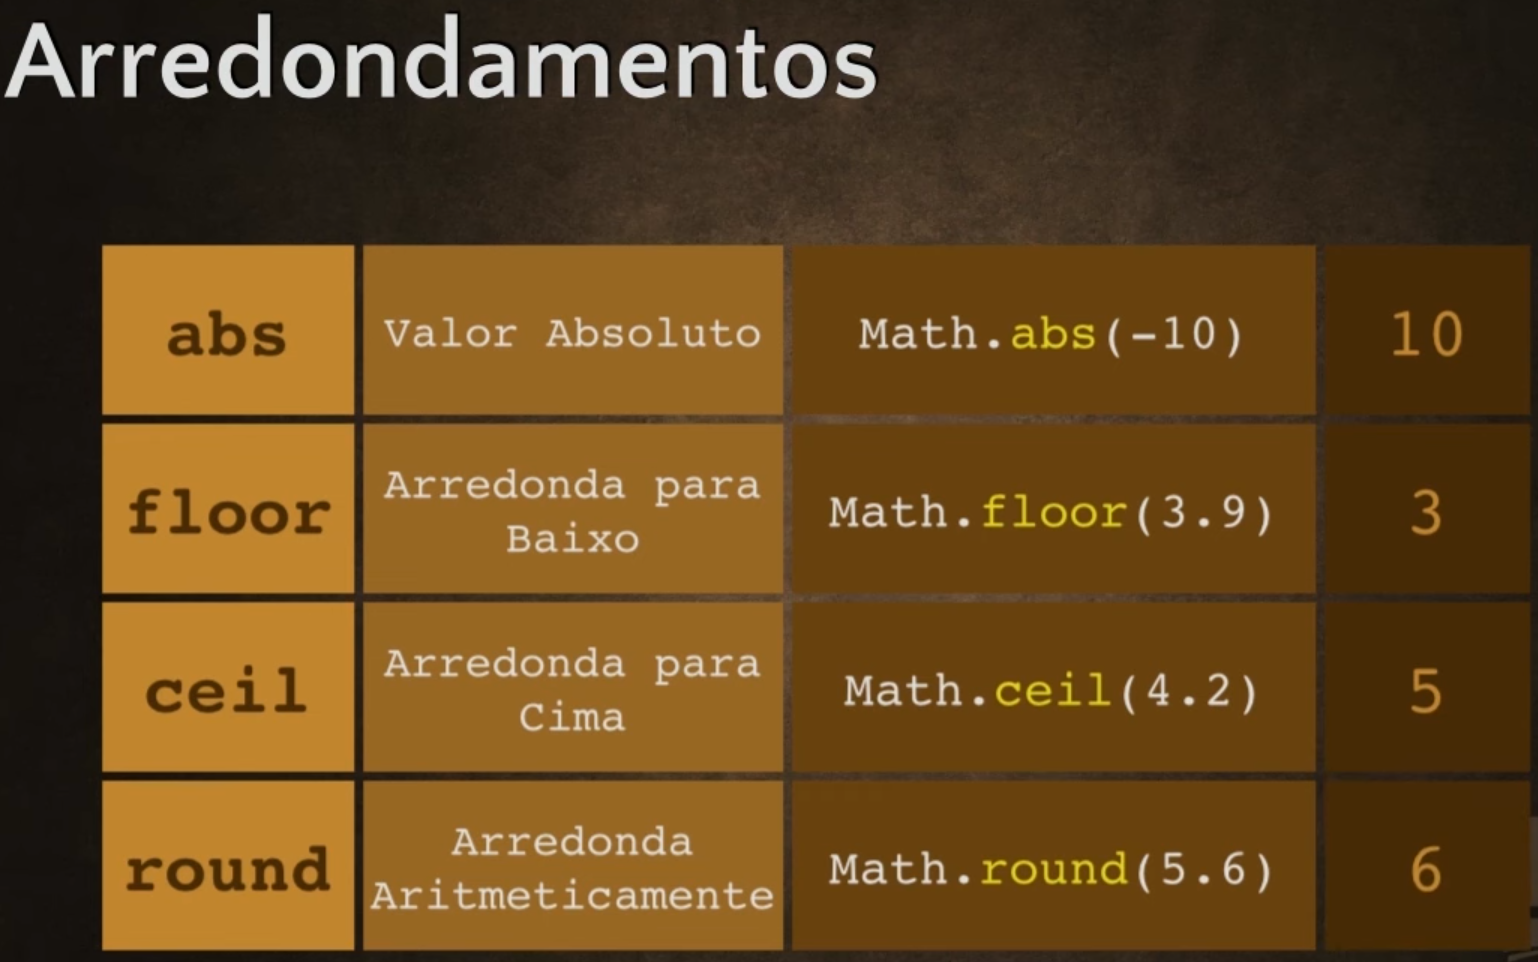 Arredondamentos
abs
Valor Absoluto
Math.abs(-10)
10
floor
Arredonda para
Baixo
Math.floor(3.9)
3
ceil
Arredonda para
Cima
Math.ceil(4.2)
5
round
Arredonda
Aritmeticamente
Math.round(5.6)
6